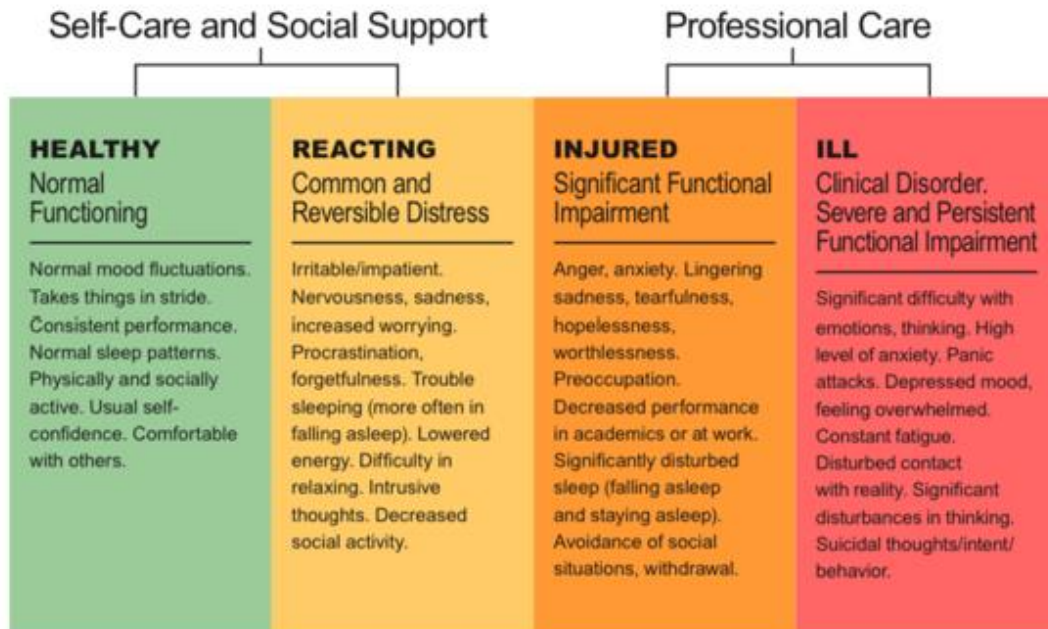 Self-Care and Social Support
Professional Care
HEALTHY
Normal
Functioning
Normal mood fluctuations.
Takes things in stride.
Consistent performance.
Normal sleep patterns.
Physically and socially
active. Usual self-
confidence. Comfortable
with others.
REACTING
Common and
Reversible Distress
Irritable/impatient.
Nervousness, sadness,
increased worrying.
Procrastination,
forgetfulness. Trouble
sleeping (more often in
falling asleep). Lowered
energy. Difficulty in
relaxing. Intrusive
thoughts. Decreased
social activity.
INJURED
Significant Functional
Impairment
Anger, anxiety. Lingering
sadness, tearfulness,
hopelessness,
worthlessness.
Preoccupation.
Decreased performance
in academics or at work.
Significantly disturbed
sleep (falling asleep
and staying asleep).
Avoidance of social
situations, withdrawal.
ILL
Clinical Disorder.
Severe and Persistent
Functional Impairment
Significant difficulty with
emotions, thinking. High
level of anxiety. Panic
attacks. Depressed mood,
feeling overwhelmed.
Constant fatigue.
Disturbed contact
with reality. Significant
disturbances in thinking.
Suicidal thoughts/intent/
behavior.